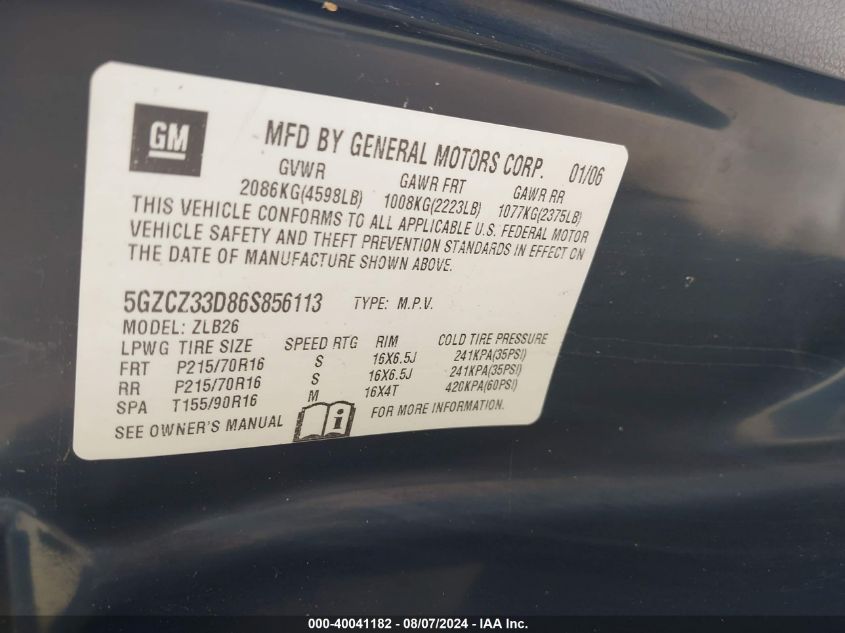 GM
MFD BY GENERAL MOTORS CORP. 01/06
GVWR GAWR FRT GAWR RR
2086KG(4598LB) 1008KG(2223LB) 1077KG(2375LB)
THIS VEHICLE CONFORMS TO ALL APPLICABLE U.S. FEDERAL MOTOR
VEHICLE SAFETY AND THEFT PREVENTION STANDARDS IN EFFECT ON
THE DATE OF MANUFACTURE SHOWN ABOVE.
5GZCZ33D86S856113 TYPE: M.P.V.
MODEL: ZLB26
LPWG TIRE SIZE SPEED RTG RIM COLD TIRE PRESSURE
FRT P215/70R16 S 16X6.5J 241KPA(35PSI)
RR P215/70R16 S 16X6.5J 241KPA(35PSI)
SPA T155/90R16 M 16X4T 420KPA(60PSI)
SEE OWNER'S MANUAL i FOR MORE INFORMATION.
000-40041182 - 08/07/2024 - IAA Inc.